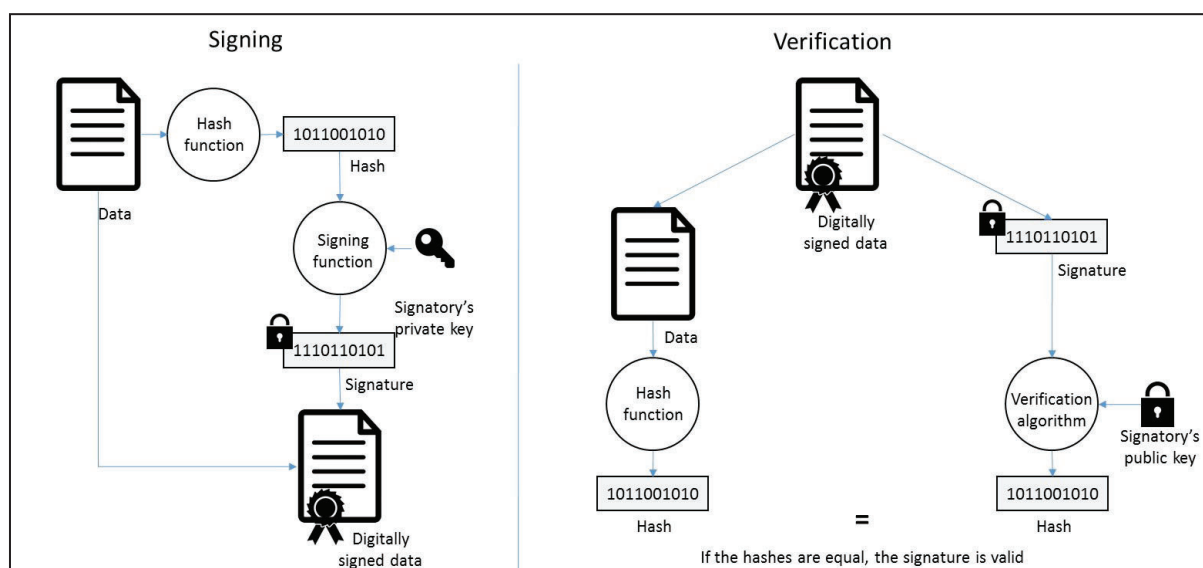 Signing
Hash
function
1011001010
Hash
Data
Signing
function
Signatory's
private key
1110110101
Signature
Digitally
signed data
Verification
Digitally
signed data
1110110101
Signature
Data
Hash
function
Verification
algorithm
Signatory's
public key
1011001010
Hash
=
1011001010
Hash
If the hashes are equal, the signature is valid